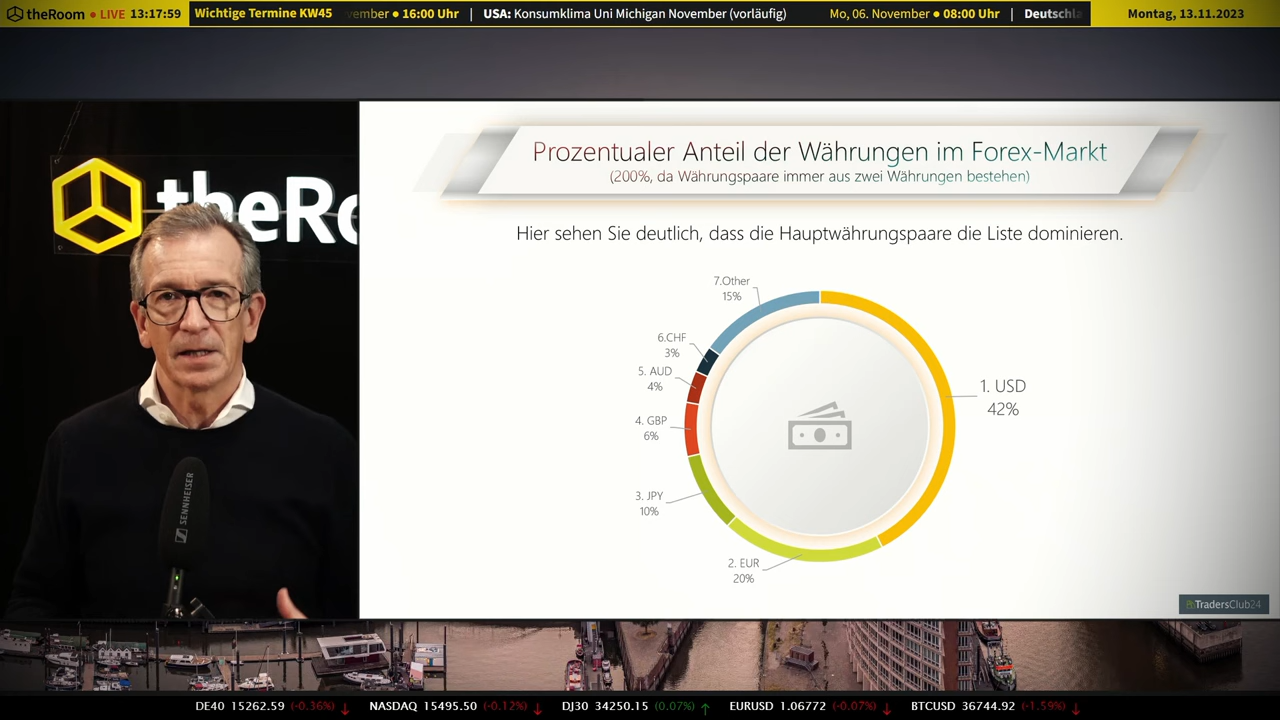 theRoom • LIVE 13:17:59
Wichtige Termine KW45
vember • 16:00 Uhr | USA: Konsumklima Uni Michigan November (vorläufig) Mo, 06. November • 08:00 Uhr | Deutschla
Montag, 13.11.2023
theRo
Prozentualer Anteil der Währungen im Forex-Markt
(200%, da Währungspaare immer aus zwei Währungen bestehen)
Hier sehen Sie deutlich, dass die Hauptwährungspaare die Liste dominieren.
7.Other
15%
6.CHF
3%
5. AUD
4%
4. GBP
6%
3. JPY
10%
2. EUR
20%
1. USD
42%
SENNHEISER
TradersClub24
DE40 15262.59 (-0.36%) ↓ NASDAQ 15495.50 (-0.12%) ↓ DJ30 34250.15 (0.07%) ↑ EURUSD 1.06772 (-0.07%) ↓ BTCUSD 36744.92 (-1.59%) ↓